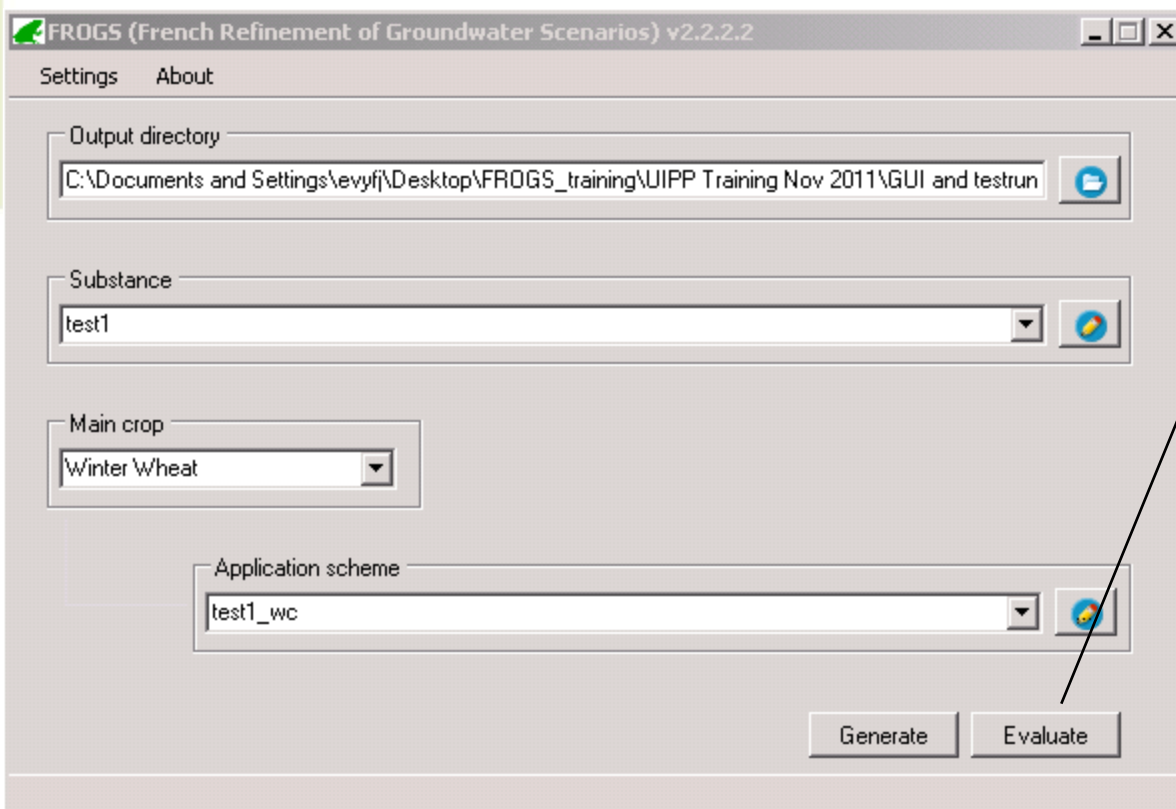 FROGS (French Refinement of Groundwater Scenarios) v2.2.2.2
Settings About
Output directory
C:\Documents and Settings\evyfj\Desktop\FROGS_training\UIPP Training Nov 2011\GUI and testrun
Substance
test1
Main crop
Winter Wheat
Application scheme
test1_wc
Generate Evaluate